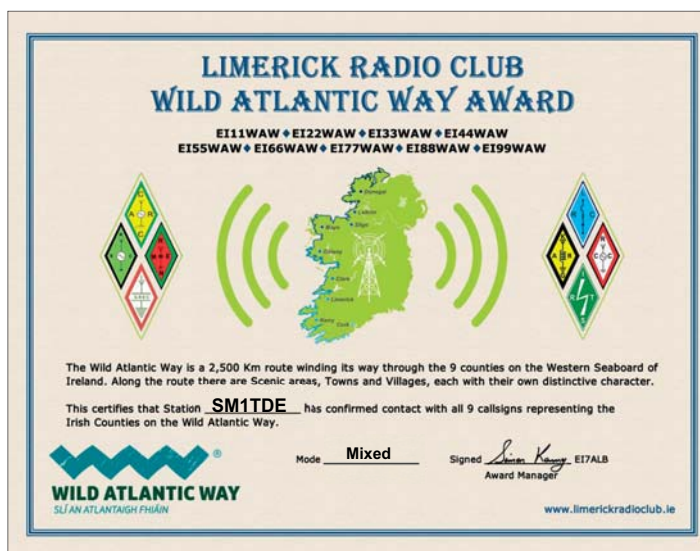 LIMERICK RADIO CLUB
WILD ATLANTIC WAY AWARD
EI11WAW ◆ EI22WAW ◆ EI33WAW ◆ EI44WAW
EI55WAW ◆ EI66WAW ◆ EI77WAW ◆ EI88WAW ◆ EI99WAW
Donegal
Leitrim
Sligo
Mayo
Galway
Clare
Limerick
Kerry
Cork
The Wild Atlantic Way is a 2,500 Km route winding its way through the 9 counties on the Western Seaboard of
Ireland. Along the route there are Scenic areas, Towns and Villages, each with their own distinctive character.
This certifies that Station SM1TDE has confirmed contact with all 9 callsigns representing the
Irish Counties on the Wild Atlantic Way.
Mode Mixed Signed EI7ALB
Award Manager
®
WILD ATLANTIC WAY
SLÍ AN ATLANTAIGH FHIÁIN
www.limerickradioclub.ie